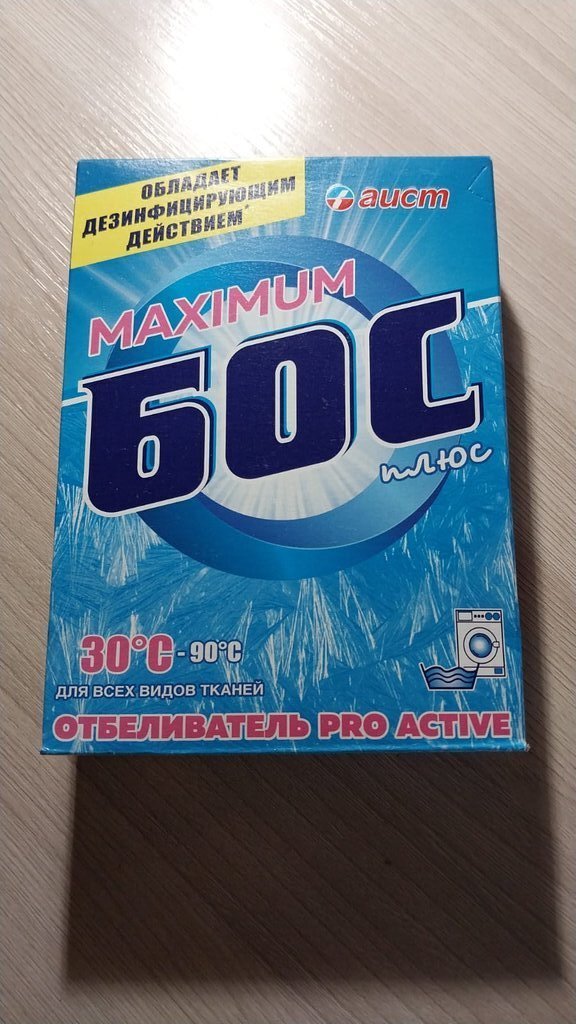 ОБЛАДАЕТ
ДЕЗИНФИЦИРУЮЩИМ
ДЕЙСТВИЕМ*
аист
MAXIMUM
БОС
плюс
30°C - 90°C
ДЛЯ ВСЕХ ВИДОВ ТКАНЕЙ
ОТБЕЛИВАТЕЛЬ PRO ACTIVE